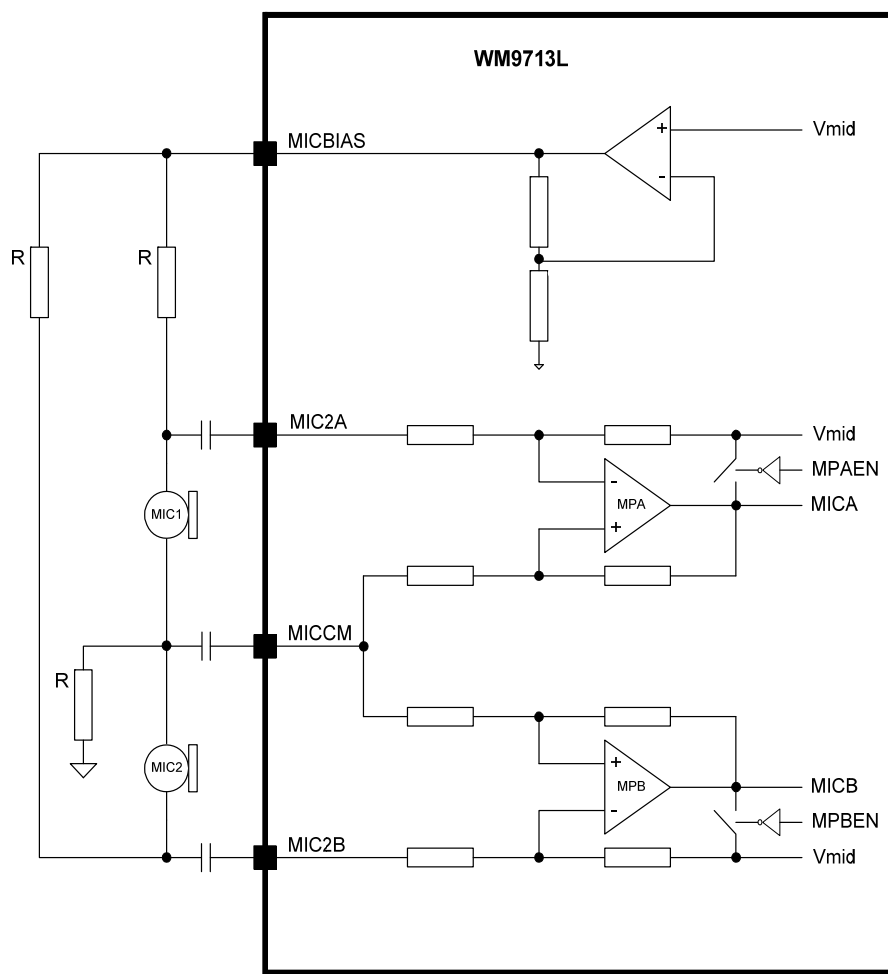 WM9713L
MICBIAS
+
Vmid
-
R
R
MIC2A
Vmid
MPAEN
-
MPA
+
MICA
MIC1
MICCM
R
MIC2
+
MPB
-
MICB
MPBEN
MIC2B
Vmid